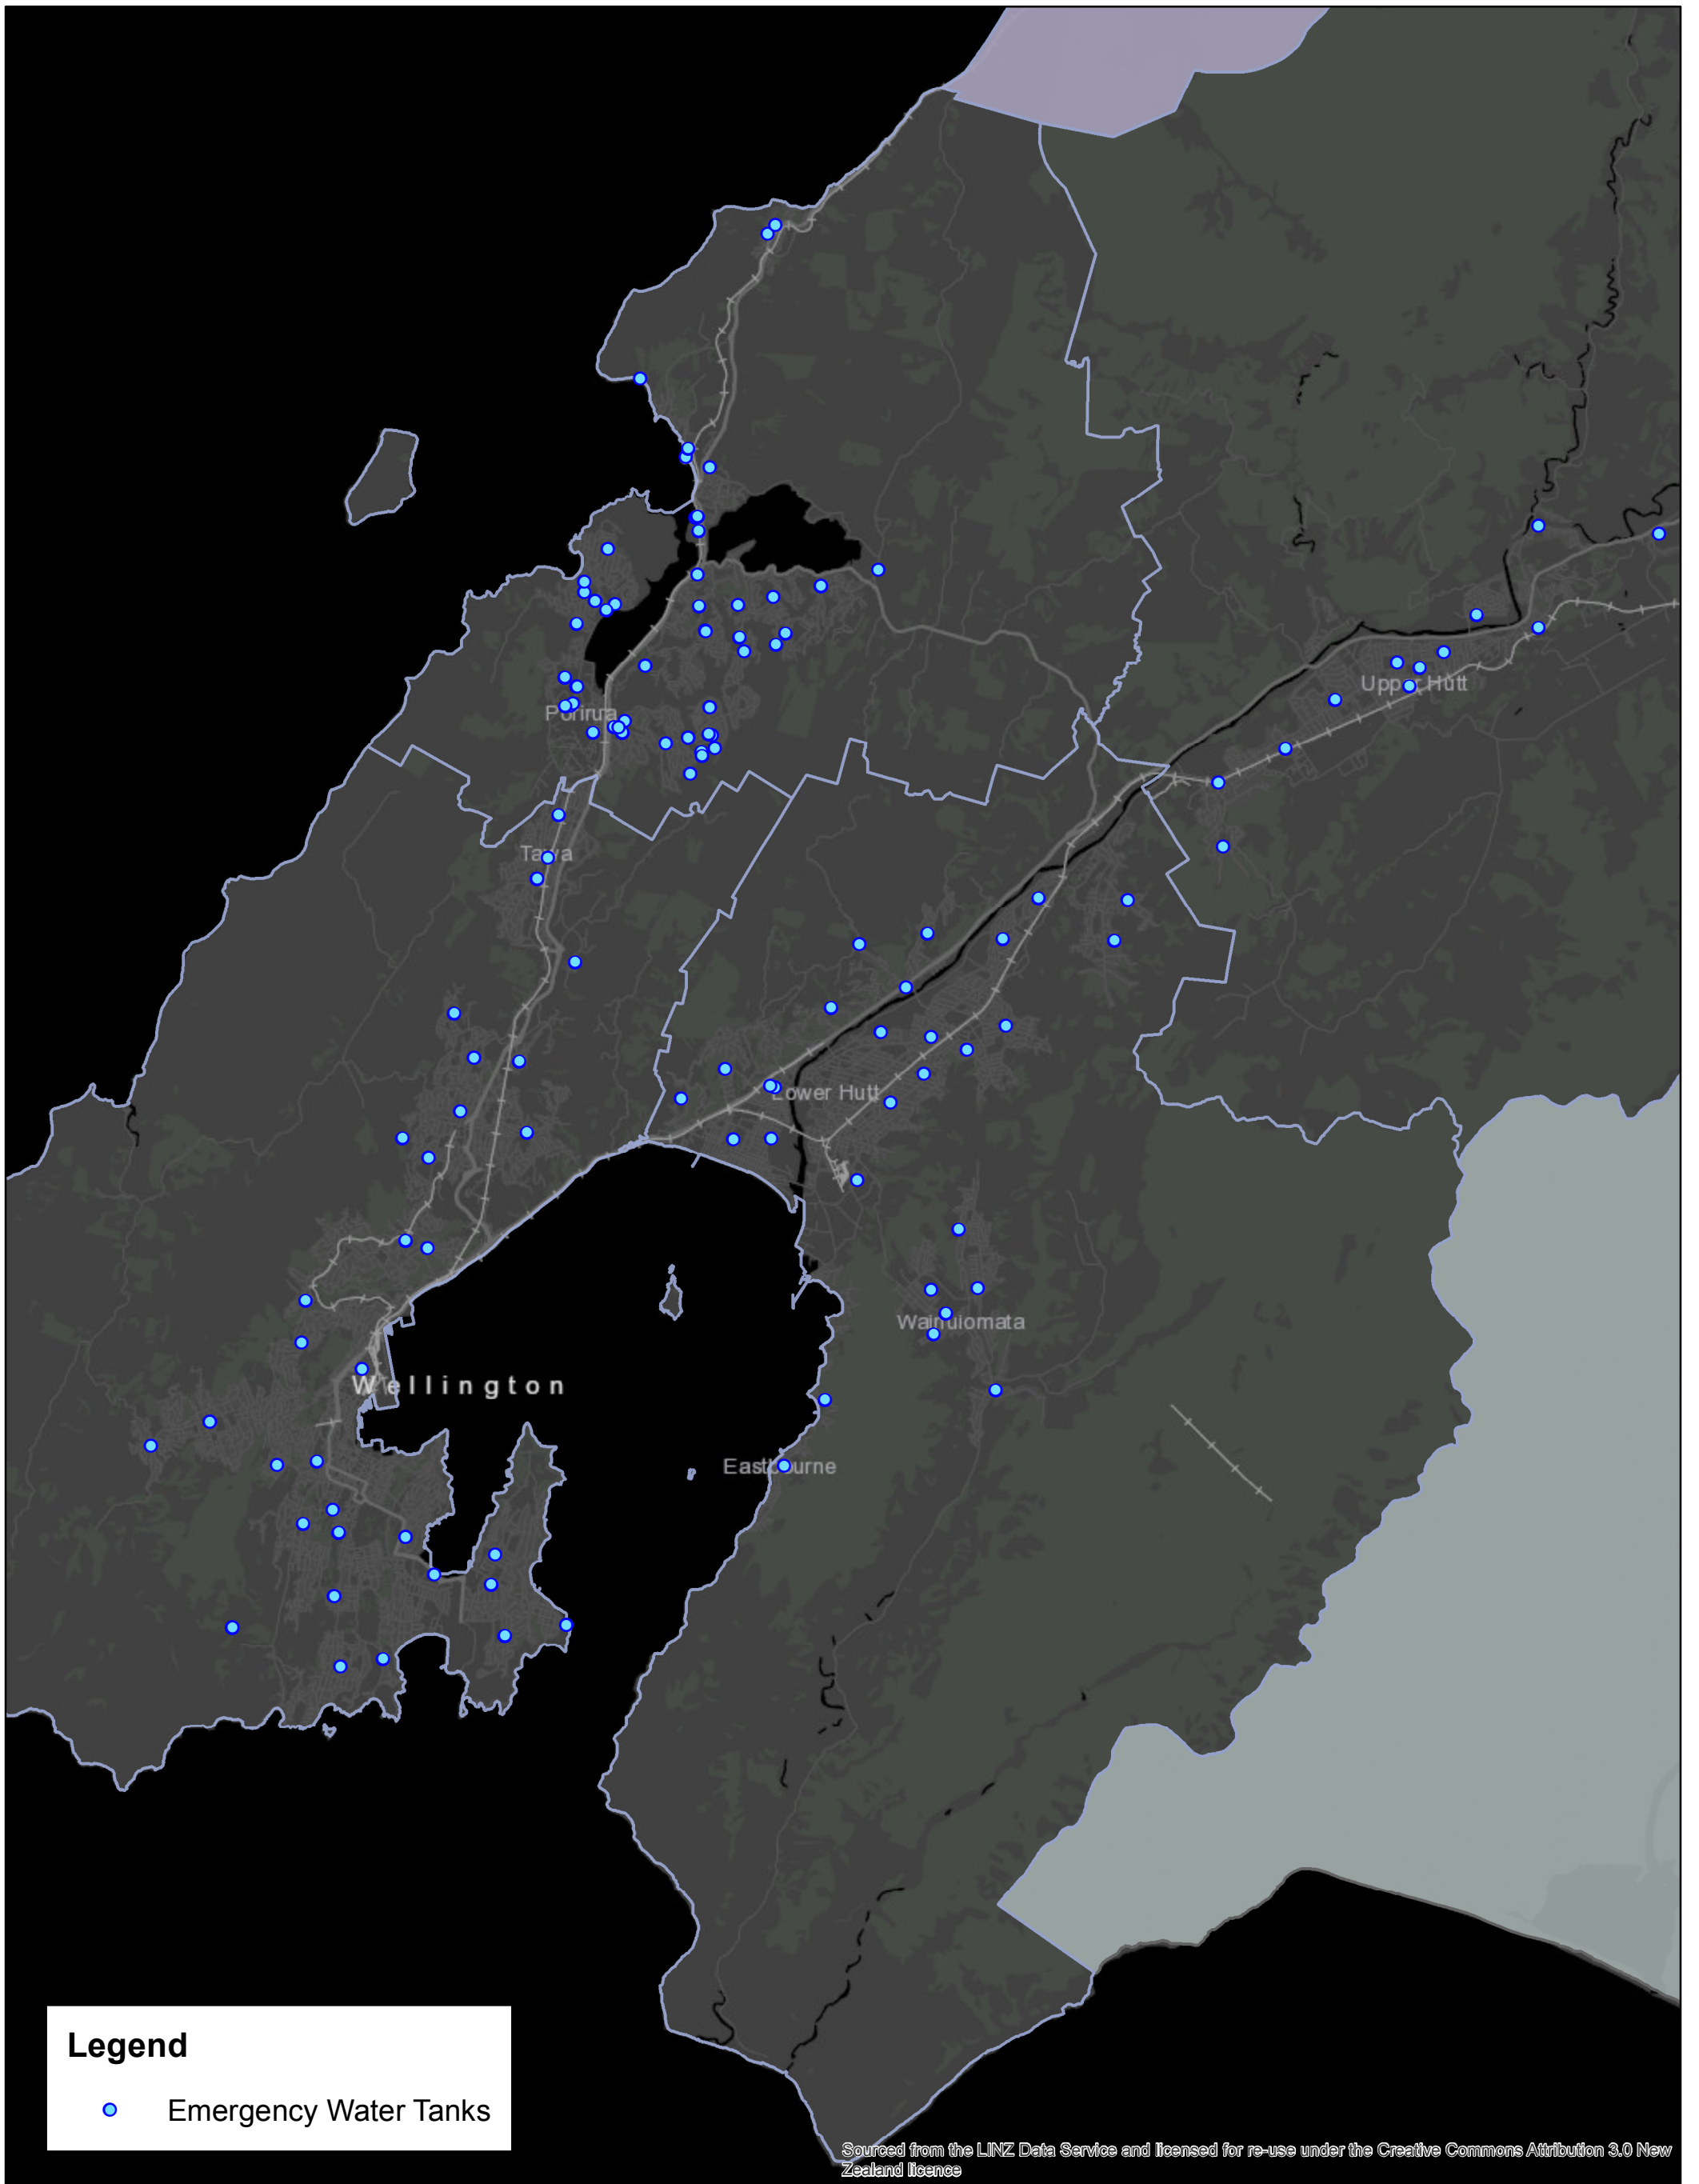 Upper Hutt
Porirua
Tawa
Lower Hutt
Wainuiomata
Wellington
Eastbourne
Legend
Emergency Water Tanks
Sourced from the LINZ Data Service and licensed for re-use under the Creative Commons Attribution 3.0 New
Zealand licence